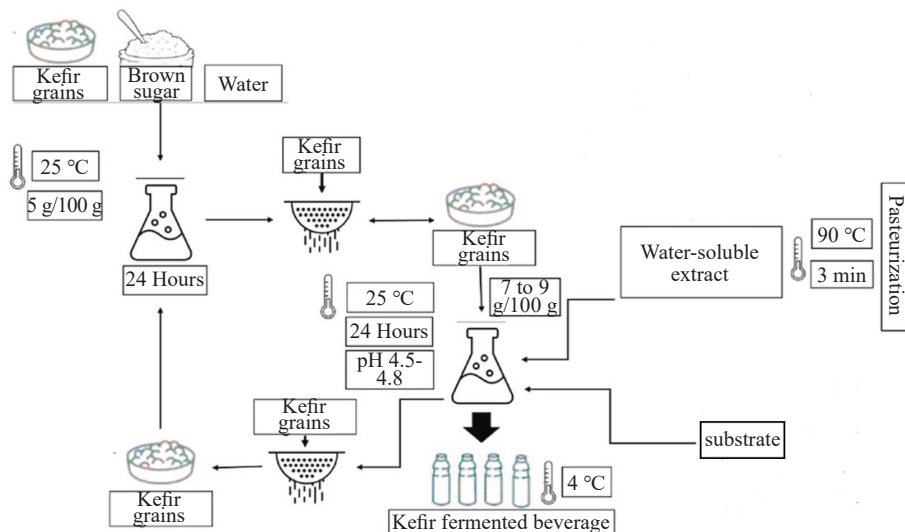 Kefir
grains
Brown
sugar
Water
25 °C
5 g/100 g
24 Hours
Kefir
grains
Kefir
grains
7 to 9
g/100 g
25 °C
24 Hours
pH 4.5-
4.8
Water-soluble
extract
90 °C
3 min
Pasteurization
substrate
Kefir
grains
Kefir
grains
4 °C
Kefir fermented beverage